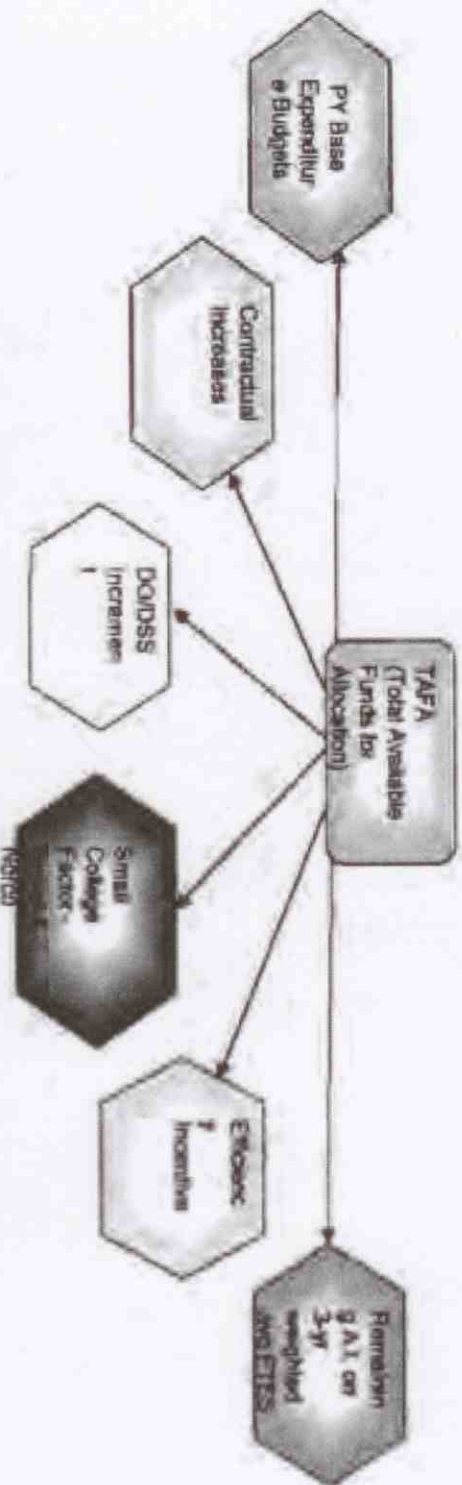 TAFA
(Total Available
Funds for
Allocation)
PY Base
Expenditur
e Budgets
Contractual
Increases
DO/DSS
Incremen
t
Small
College
Factor-
Efficienc
y
Incentive
Remainin
g A.I. on
3-yr
weighted
avg FTES